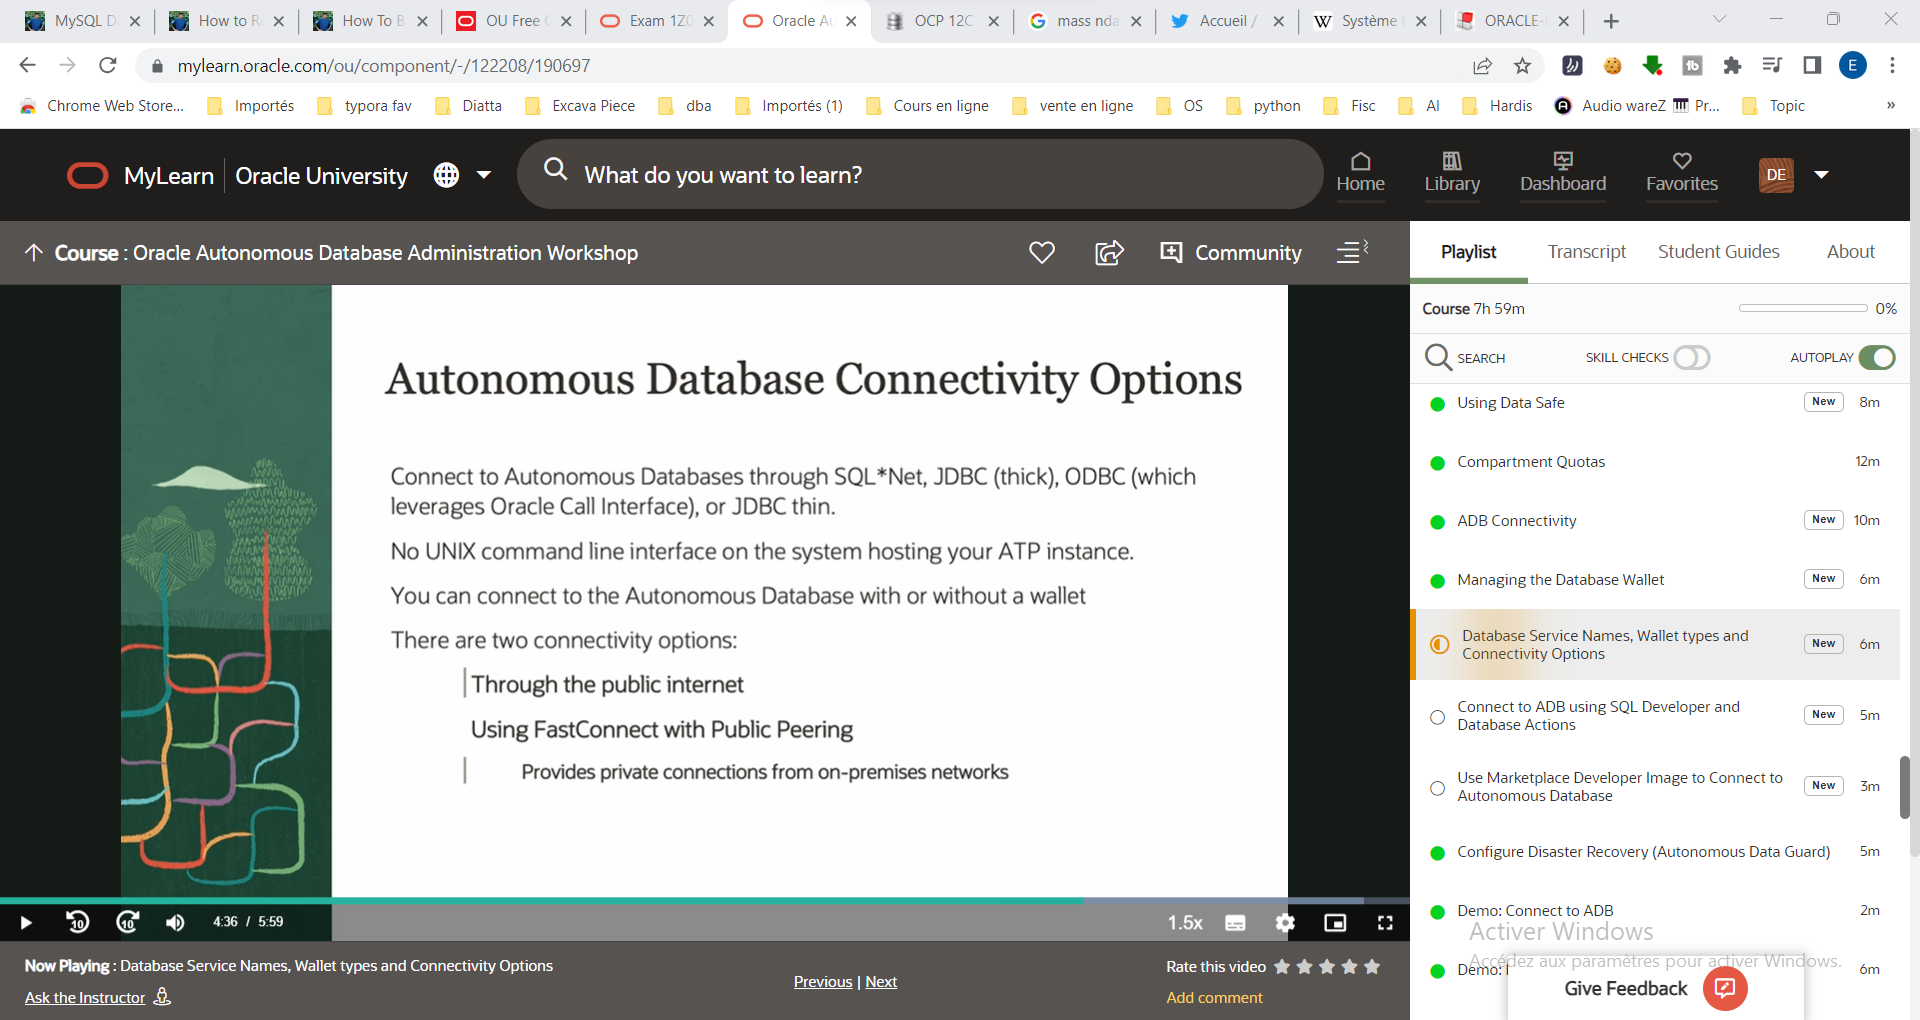 MySQL D
How to R
How To B
OU Free
Exam 1Z0
Oracle Au
OCP 12C
mass nda
Accueil /
Système
ORACLE-
mylearn.oracle.com/ou/component/-/122208/190697
E
Chrome Web Store...
Importés
typora fav
Diatta
Excava Piece
dba
Importés (1)
Cours en ligne
vente en ligne
OS
python
Fisc
AI
Hardis
Audio wareZ
Pr...
Topic
»
MyLearn
Oracle University
What do you want to learn?
Home
Library
Dashboard
Favorites
DE
Course : Oracle Autonomous Database Administration Workshop
Community
Playlist
Transcript
Student Guides
About
Course 7h 59m
0%
SEARCH
SKILL CHECKS
AUTOPLAY
Autonomous Database Connectivity Options
Connect to Autonomous Databases through SQL*Net, JDBC (thick), ODBC (which
leverages Oracle Call Interface), or JDBC thin.
No UNIX command line interface on the system hosting your ATP instance.
You can connect to the Autonomous Database with or without a wallet
There are two connectivity options:
Through the public internet
Using FastConnect with Public Peering
Provides private connections from on-premises networks
Using Data Safe New 8m
Compartment Quotas 12m
ADB Connectivity New 10m
Managing the Database Wallet New 6m
Database Service Names, Wallet types and
Connectivity Options New 6m
Connect to ADB using SQL Developer and
Database Actions New 5m
Use Marketplace Developer Image to Connect to
Autonomous Database New 3m
Configure Disaster Recovery (Autonomous Data Guard) 5m
Demo: Connect to ADB 2m
Activer Windows
Accédez aux paramètres pour activer Windows.
Demo: 6m
Give Feedback
10
10
4:36 / 5:59
1.5x
Now Playing : Database Service Names, Wallet types and Connectivity Options
Ask the Instructor
Previous | Next
Rate this video
Add comment